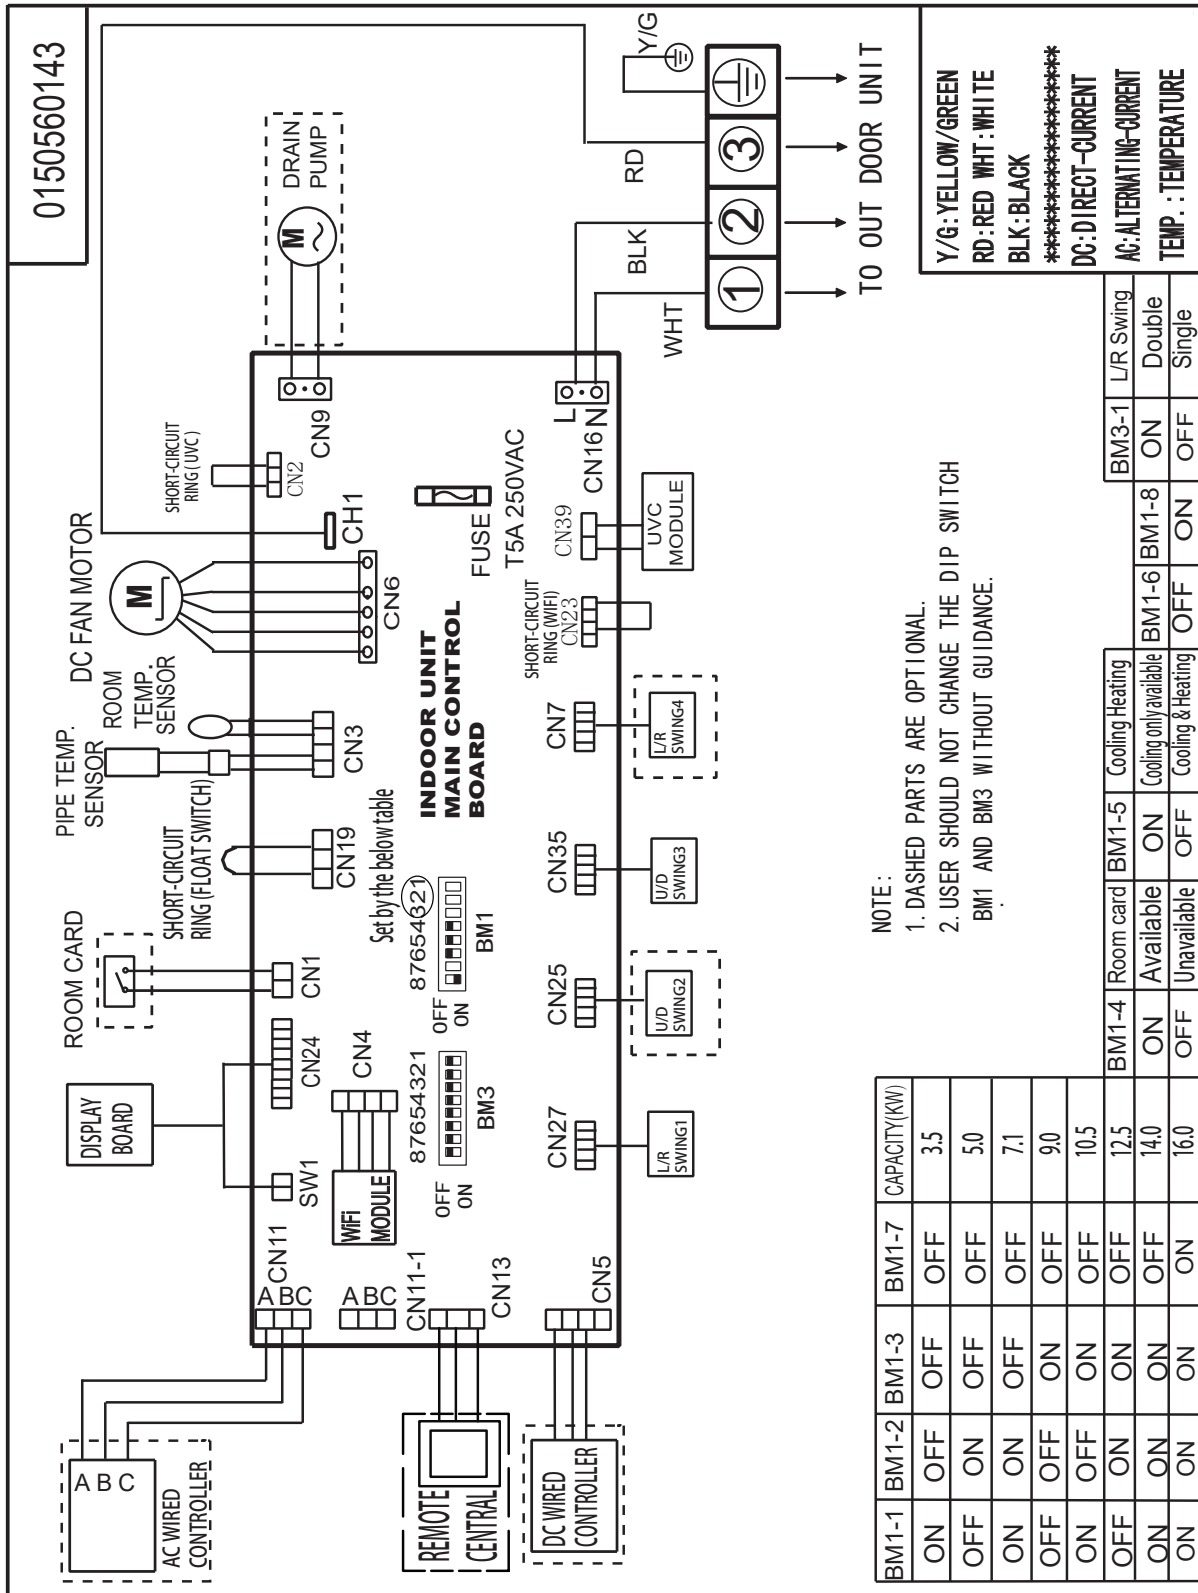 01505560143
AC WIRED
CONTROLLER
A B C
A BC
CN11
DISPLAY
BOARD
SW1
CN24
ROOM CARD
CN1
SHORT-CIRCUIT
RING (FLOAT SWITCH)
CN19
PIPE TEMP.
SENSOR
ROOM
TEMP.
SENSOR
CN3
DC FAN MOTOR
M
CN6
CH1
SHORT-CIRCUIT
RING (UVC)
CN2
CN9
M
DRAIN
PUMP
A BC
CN11-1
WiFi
MODULE
CN4
Set by the below table
INDOOR UNIT
MAIN CONTROL
BOARD
FUSE
T5A 250VAC
REMOTE
CENTRAL
CN13
OFF
ON
87654321
BM3
OFF
ON
87654321
BM1
DC WIRED
CONTROLLER
CN5
CN27
L/R
SWING1
CN25
U/D
SWING2
CN35
U/D
SWING3
CN7
L/R
SWING4
SHORT-CIRCUIT
RING (WIFI)
CN23
CN39
UVC
MODULE
CN16
L
N
WHT
BLK
RD
Y/G
1 2 3
TO OUT DOOR UNIT
NOTE:
1. DASHED PARTS ARE OPTIONAL.
2. USER SHOULD NOT CHANGE THE DIP SWITCH
BM1 AND BM3 WITHOUT GUIDANCE.
Y/G:YELLOW/GREEN
RD:RED WHT:WHITE
BLK:BLACK
******************
DC:DIRECT-CURRENT
AC:ALTERNATING-CURRENT
TEMP.:TEMPERATURE
BM1-1 BM1-2 BM1-3 BM1-7 CAPACITY(KW)
ON OFF OFF OFF 3.5
OFF ON OFF OFF 5.0
ON ON OFF OFF 7.1
OFF OFF ON OFF 9.0
ON OFF ON OFF 10.5
OFF ON ON OFF 12.5
ON ON ON OFF 14.0
ON ON ON ON 16.0
BM1-4 Room card BM1-5 Cooling Heating
ON Available ON Cooling only available
OFF Unavailable OFF Cooling & Heating
BM1-6 BM1-8
OFF ON
BM3-1 L/R Swing
ON Double
OFF Single